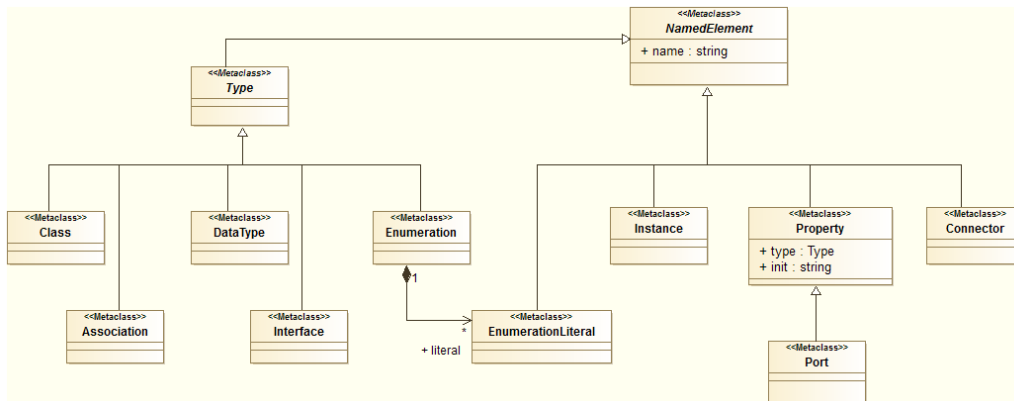 <<Metaclass>>
NamedElement
+ name : string
<<Metaclass>>
Type
<<Metaclass>>
Class
<<Metaclass>>
DataType
<<Metaclass>>
Enumeration
<<Metaclass>>
Instance
<<Metaclass>>
Property
+ type : Type
+ init : string
<<Metaclass>>
Connector
1
<<Metaclass>>
Association
<<Metaclass>>
Interface
*
+ literal
<<Metaclass>>
EnumerationLiteral
<<Metaclass>>
Port